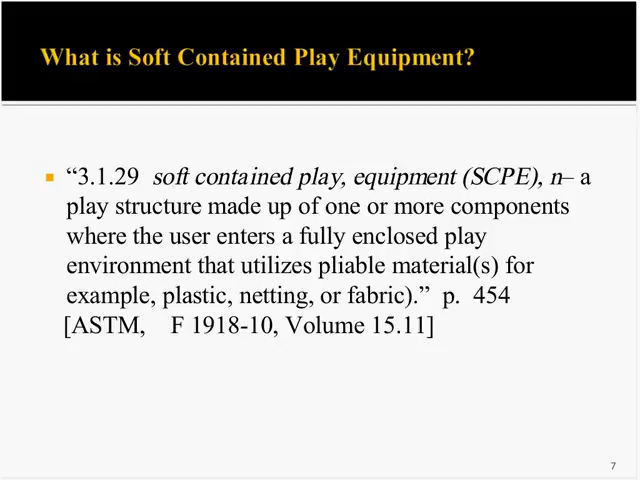 What is Soft Contained Play Equipment?
“3.1.29 soft contained play, equipment (SCPE), n– a
play structure made up of one or more components
where the user enters a fully enclosed play
environment that utilizes pliable material(s) for
example, plastic, netting, or fabric).” p. 454
[ASTM, F 1918-10, Volume 15.11]
7